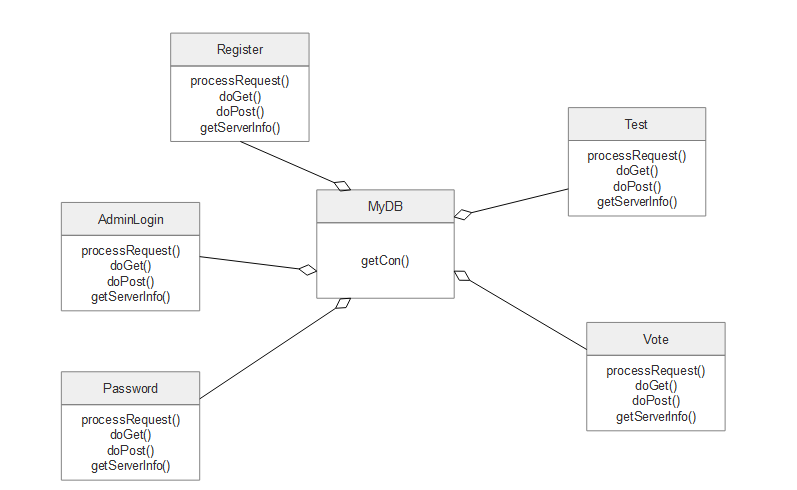 Register
processRequest()
doGet()
doPost()
getServerInfo()
Test
processRequest()
doGet()
doPost()
getServerInfo()
MyDB
getCon()
AdminLogin
processRequest()
doGet()
doPost()
getServerInfo()
Vote
processRequest()
doGet()
doPost()
getServerInfo()
Password
processRequest()
doGet()
doPost()
getServerInfo()